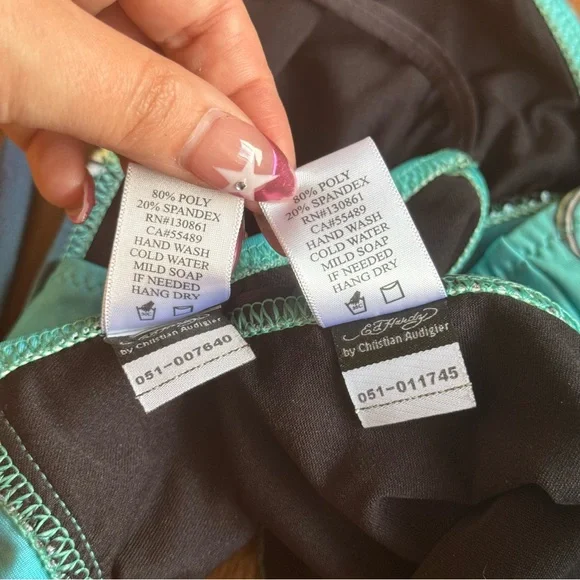 80% POLY
20% SPANDEX
RN#130861
CA#55489
HAND WASH
COLD WATER
MILD SOAP
IF NEEDED
HANG DRY
by Christian Audigier
051-007640
80% POLY
20% SPANDEX
RN#130861
CA#55489
HAND WASH
COLD WATER
MILD SOAP
IF NEEDED
HANG DRY
Ed Hardy
by Christian Audigier
051-011745